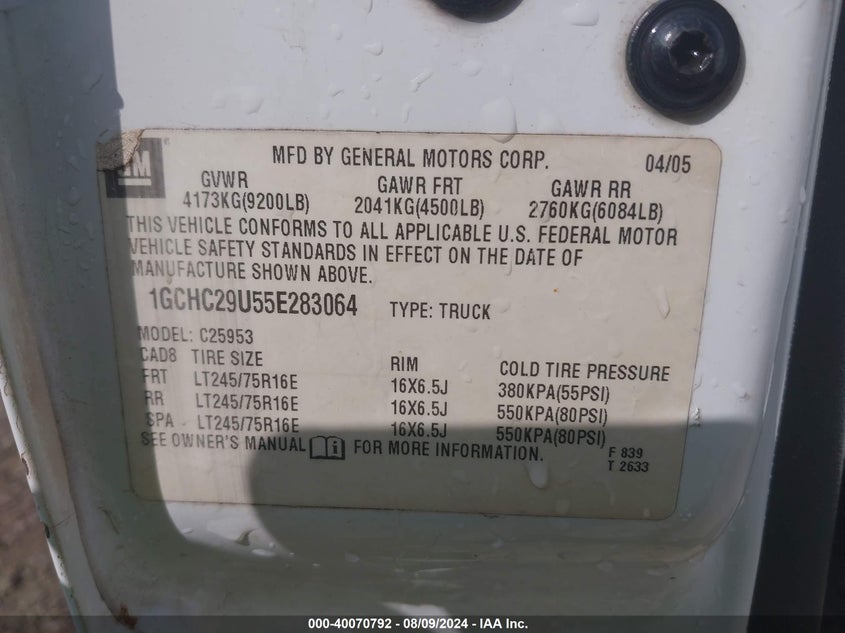 GM
MFD BY GENERAL MOTORS CORP. 04/05
GVWR GAWR FRT GAWR RR
4173KG(9200LB) 2041KG(4500LB) 2760KG(6084LB)
THIS VEHICLE CONFORMS TO ALL APPLICABLE U.S. FEDERAL MOTOR
VEHICLE SAFETY STANDARDS IN EFFECT ON THE DATE OF
MANUFACTURE SHOWN ABOVE.
1GCHC29U55E283064 TYPE: TRUCK
MODEL: C25953
CAD8 TIRE SIZE RIM COLD TIRE PRESSURE
FRT LT245/75R16E 16X6.5J 380KPA(55PSI)
RR LT245/75R16E 16X6.5J 550KPA(80PSI)
SPA LT245/75R16E 16X6.5J 550KPA(80PSI)
SEE OWNER'S MANUAL i FOR MORE INFORMATION.
F 839
T 2633
000-40070792 - 08/09/2024 - IAA Inc.